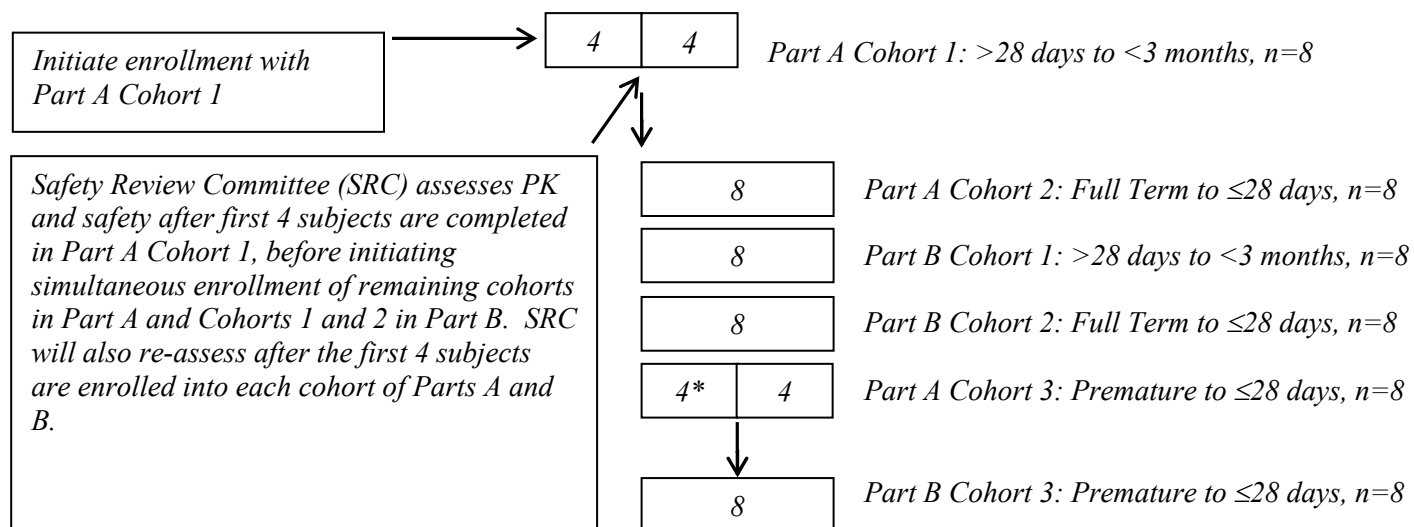 Initiate enrollment with
Part A Cohort 1
4 4
Part A Cohort 1: >28 days to <3 months, n=8
Safety Review Committee (SRC) assesses PK
and safety after first 4 subjects are completed
in Part A Cohort 1, before initiating
simultaneous enrollment of remaining cohorts
in Part A and Cohorts 1 and 2 in Part B.  SRC
will also re-assess after the first 4 subjects
are enrolled into each cohort of Parts A and
B.
8
Part A Cohort 2: Full Term to ≤28 days, n=8
8
Part B Cohort 1: >28 days to <3 months, n=8
8
Part B Cohort 2: Full Term to ≤28 days, n=8
4* 4
Part A Cohort 3: Premature to ≤28 days, n=8
8
Part B Cohort 3: Premature to ≤28 days, n=8